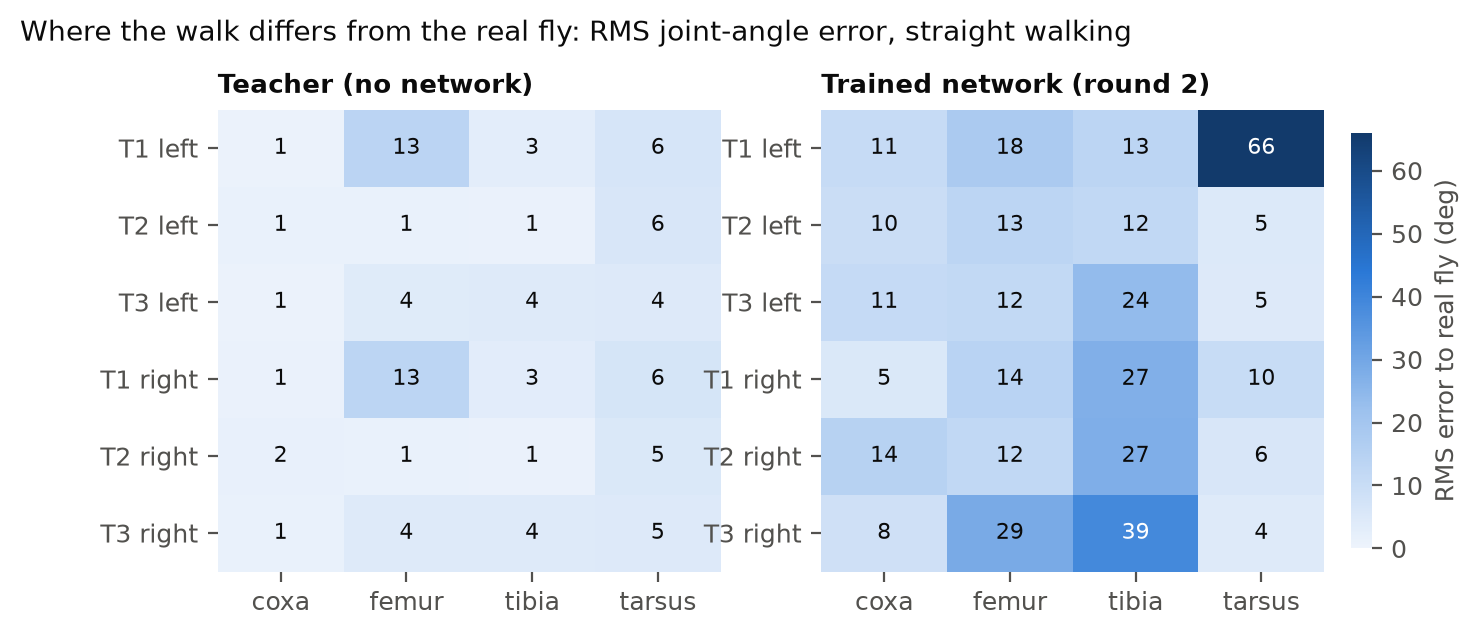 Where the walk differs from the real fly: RMS joint-angle error, straight walking
Teacher (no network)
T1 left 1 13 3 6
T2 left 1 1 1 6
T3 left 1 4 4 4
T1 right 1 13 3 6
T2 right 2 1 1 5
T3 right 1 4 4 5
coxa femur tibia tarsus
Trained network (round 2)
T1 left 11 18 13 66
T2 left 10 13 12 5
T3 left 11 12 24 5
T1 right 5 14 27 10
T2 right 14 12 27 6
T3 right 8 29 39 4
coxa femur tibia tarsus
60
50
40
30
20
10
0
RMS error to real fly (deg)